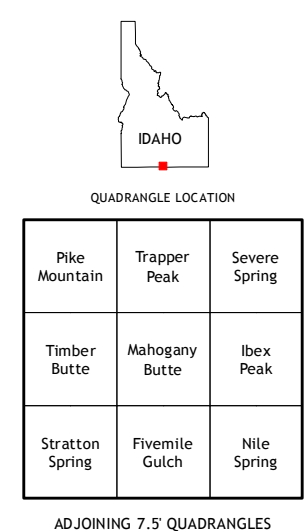 IDAHO
QUADRANGLE LOCATION
Pike
Mountain
Trapper
Peak
Severe
Spring
Timber
Butte
Mahogany
Butte
Ibex
Peak
Stratton
Spring
Fivemile
Gulch
Nile
Spring
ADJOINING 7.5' QUADRANGLES